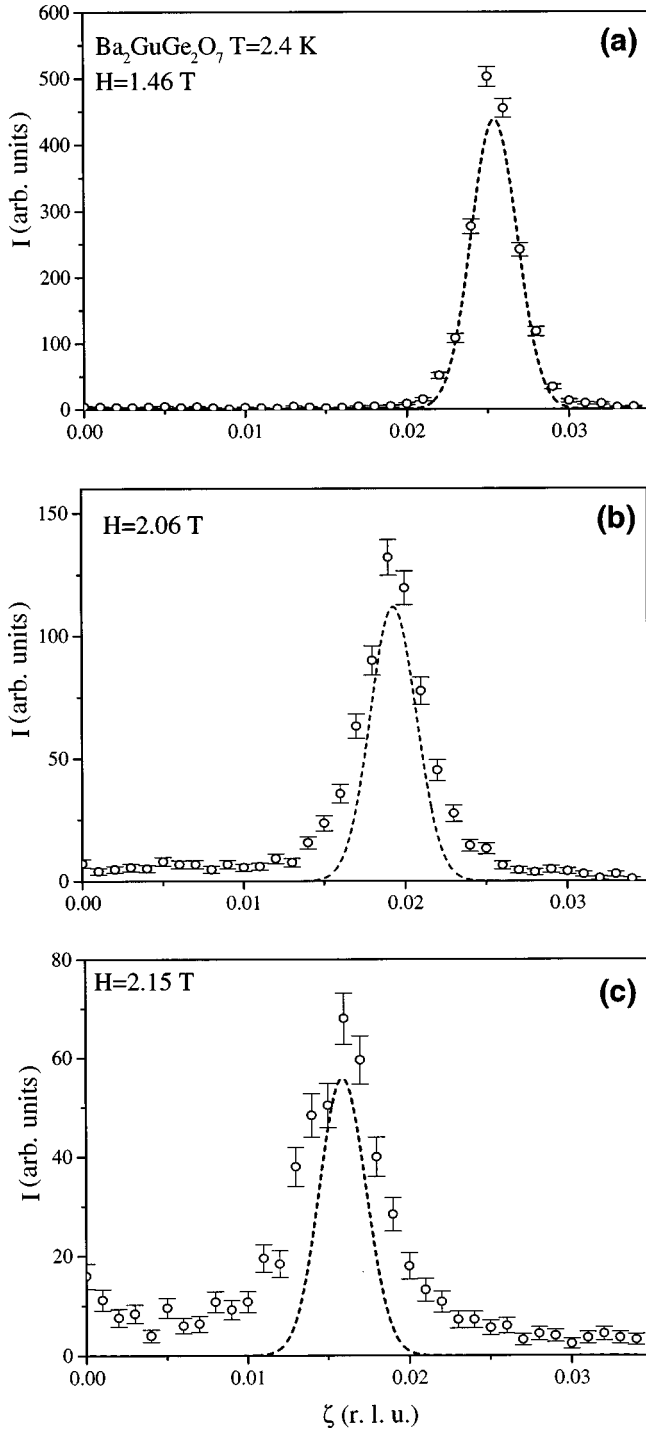 600
(a)
Ba₂GuGe₂O₇ T=2.4 K
H=1.46 T
500
400
300
200
100
0
I (arb. units)
0.00 0.01 0.02 0.03
150
H=2.06 T
(b)
100
50
0
I (arb. units)
0.00 0.01 0.02 0.03
80
H=2.15 T
(c)
60
40
20
0
I (arb. units)
0.00 0.01 0.02 0.03
ζ (r. l. u.)